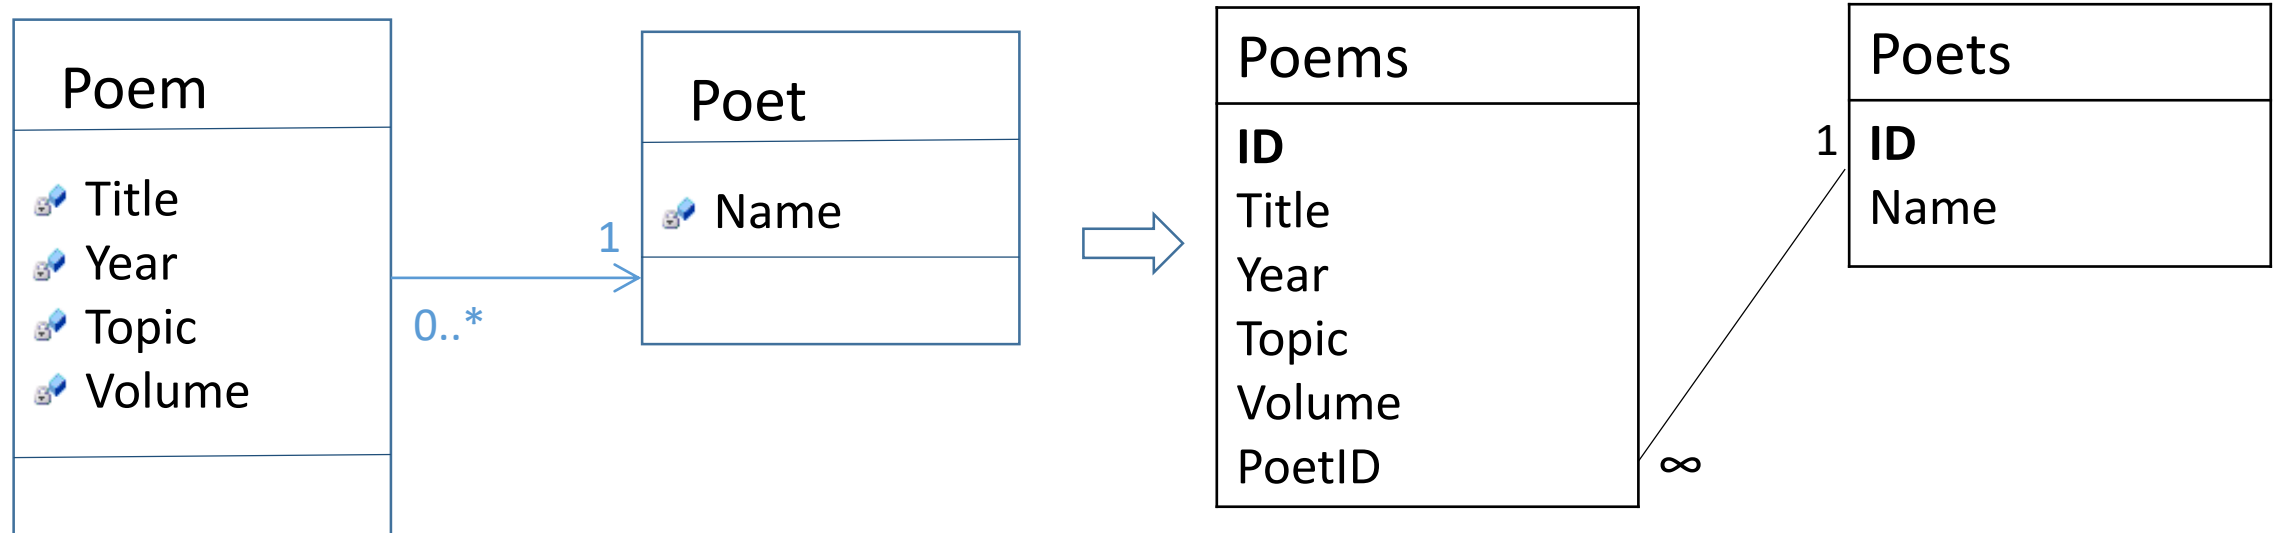 Poem
Title
Year
Topic
Volume
0..*
1
Poet
Name
Poems
ID
Title
Year
Topic
Volume
PoetID
∞
1
Poets
ID
Name